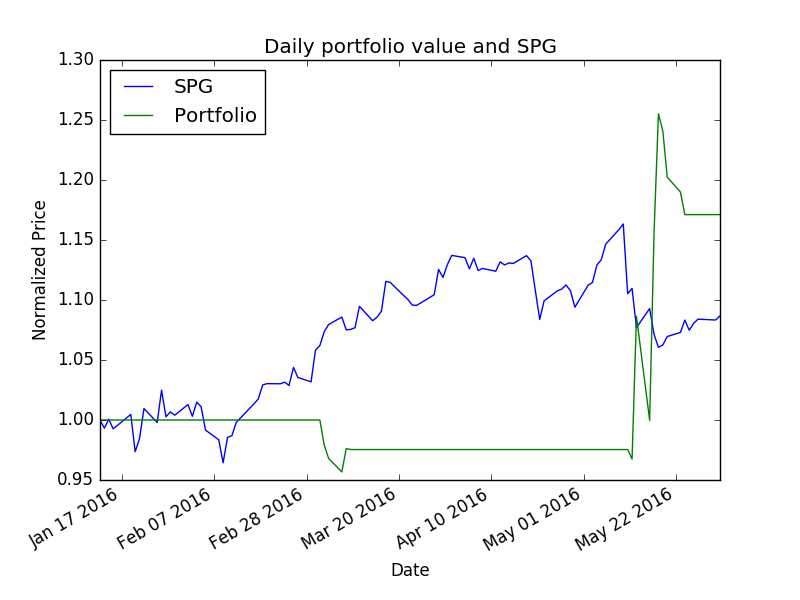 Daily portfolio value and SPG
1.30
1.25
1.20
1.15
1.10
1.05
1.00
0.95
Normalized Price
SPG
Portfolio
Jan 17 2016
Feb 07 2016
Feb 28 2016
Mar 20 2016
Apr 10 2016
May 01 2016
May 22 2016
Date